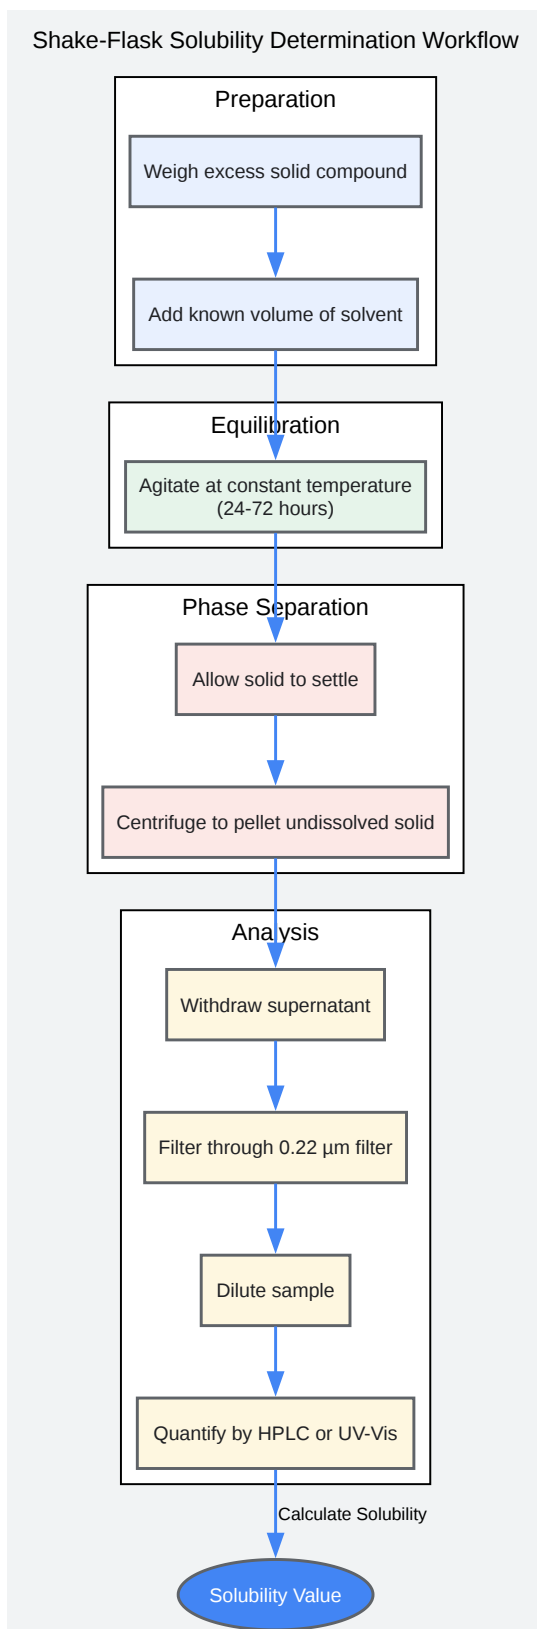 Shake-Flask Solubility Determination Workflow
Preparation
Weigh excess solid compound
Add known volume of solvent
Equilibration
Agitate at constant temperature
(24-72 hours)
Phase Separation
Allow solid to settle
Centrifuge to pellet undissolved solid
Analysis
Withdraw supernatant
Filter through 0.22 µm filter
Dilute sample
Quantify by HPLC or UV-Vis
Calculate Solubility
Solubility Value